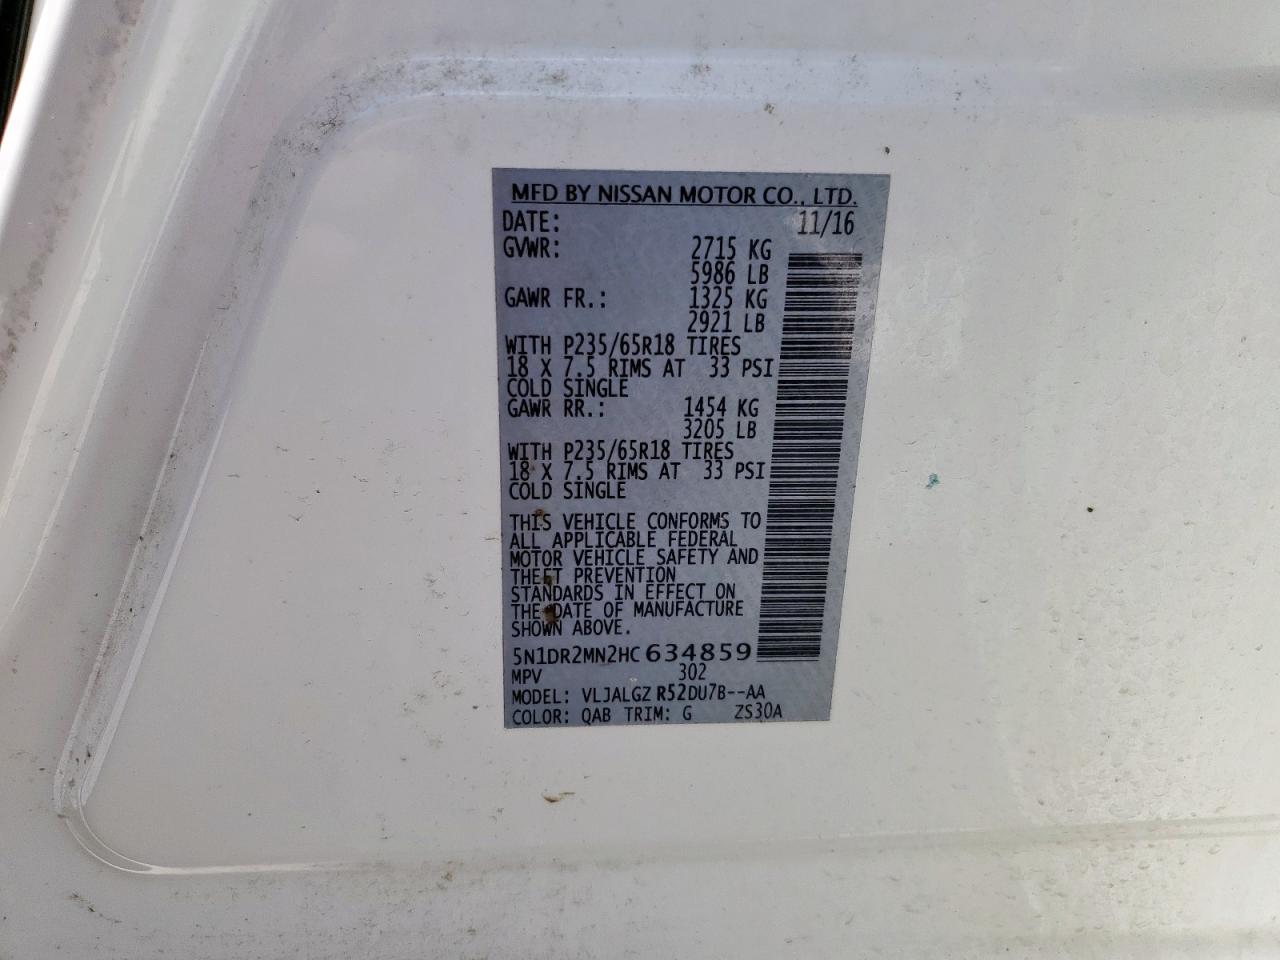 MFD BY NISSAN MOTOR CO., LTD.
DATE: 11/16
GVWR: 2715 KG
5986 LB
GAWR FR.: 1325 KG
2921 LB
WITH P235/65R18 TIRES
18 X 7.5 RIMS AT 33 PSI
COLD SINGLE
GAWR RR.: 1454 KG
3205 LB
WITH P235/65R18 TIRES
18 X 7.5 RIMS AT 33 PSI
COLD SINGLE
THIS VEHICLE CONFORMS TO
ALL APPLICABLE FEDERAL
MOTOR VEHICLE SAFETY AND
THEFT PREVENTION
STANDARDS IN EFFECT ON
THE DATE OF MANUFACTURE
SHOWN ABOVE.
5N1DR2MN2HC634859
MPV 302
MODEL: VLJALGZ R52DU7B--AA
COLOR: QAB TRIM: G ZS30A